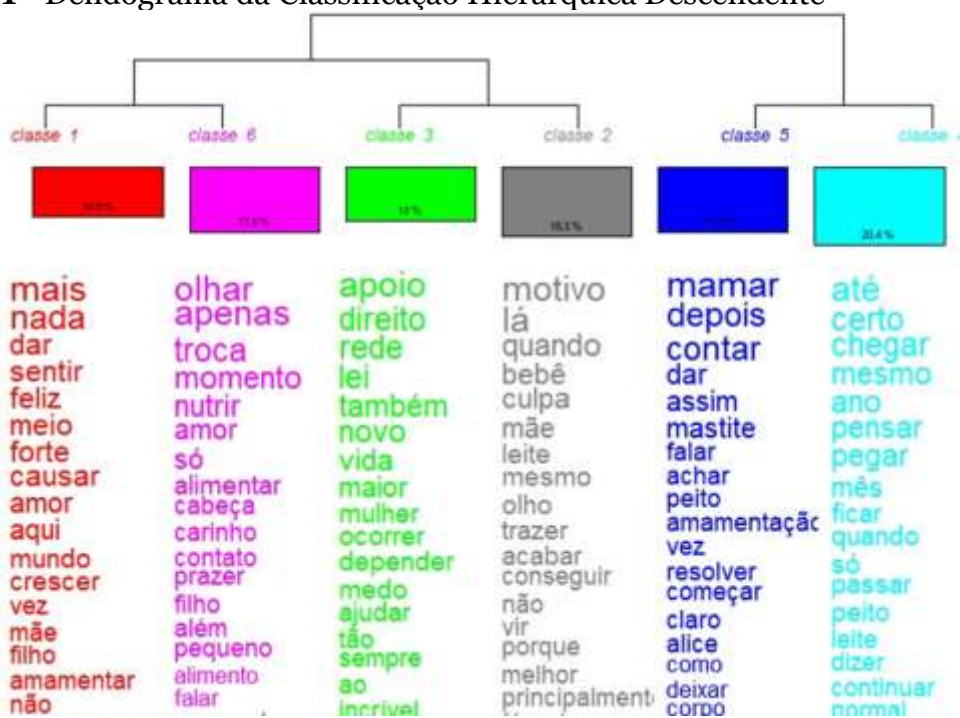 Dendograma da Classificação Hierárquica Descendente
classe 1
classe 6
classe 3
classe 2
classe 5
classe
14 %
20,4 %
mais
nada
dar
sentir
feliz
meio
forte
causar
amor
aqui
mundo
crescer
vez
mãe
filho
amamentar
não
olhar
apenas
troca
momento
nutrir
amor
só
alimentar
cabeça
carinho
contato
prazer
filho
além
pequeno
alimento
falar
apoio
direito
rede
lei
também
novo
vida
maior
mulher
ocorrer
depender
medo
ajudar
tão
sempre
ao
incrível
motivo
lá
quando
bebê
culpa
mãe
leite
mesmo
olho
trazer
acabar
conseguir
não
vir
porque
melhor
principalment
mamar
depois
contar
dar
assim
mastite
falar
achar
peito
amamentação
vez
resolver
começar
claro
alice
como
deixar
corpo
até
certo
chegar
mesmo
ano
pensar
pegar
mês
ficar
quando
só
passar
peito
leite
dizer
continuar
normal